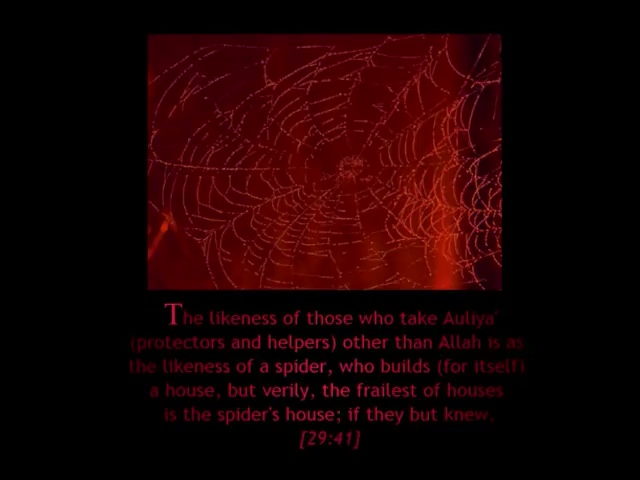 The likeness of those who take Auliya'
(protectors and helpers) other than Allah is as
the likeness of a spider, who builds (for itself)
a house, but verily, the frailest of houses
is the spider's house; if they but knew.
[29:41]